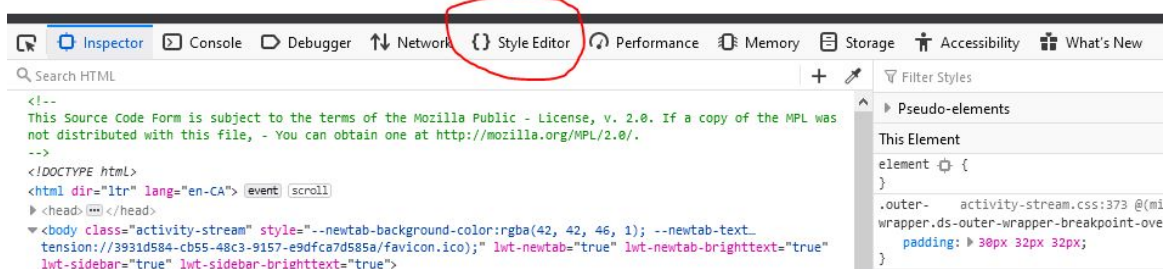 Inspector Console Debugger Network {} Style Editor Performance Memory Storage Accessibility What's New
Search HTML
Filter Styles
<!--
This Source Code Form is subject to the terms of the Mozilla Public - License, v. 2.0. If a copy of the MPL was
not distributed with this file, - You can obtain one at http://mozilla.org/MPL/2.0/.
-->
<!DOCTYPE html>
<html dir="ltr" lang="en-CA"> event scroll
<head> ... </head>
<body class="activity-stream" style="--newtab-background-color:rgba(42, 42, 46, 1); --newtab-text…
tension://3931d584-cb55-48c3-9157-e9dfca7d585a/favicon.ico);" lwt-newtab="true" lwt-newtab-brighttext="true"
lwt-sidebar="true" lwt-sidebar-brighttext="true">
Pseudo-elements
This Element
element {
}
.outer- activity-stream.css:373 @(mi
wrapper.ds-outer-wrapper-breakpoint-ove
padding: 30px 32px 32px;
}